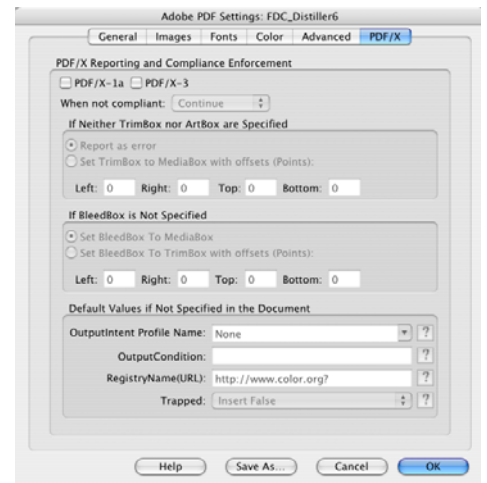 Adobe PDF Settings: FDC_Distiller6
General Images Fonts Color Advanced PDF/X
PDF/X Reporting and Compliance Enforcement
PDF/X-1a PDF/X-3
When not compliant: Continue
If Neither TrimBox nor ArtBox are Specified
Report as error
Set TrimBox to MediaBox with offsets (Points):
Left: 0 Right: 0 Top: 0 Bottom: 0
If BleedBox is Not Specified
Set BleedBox To MediaBox
Set BleedBox To TrimBox with offsets (Points):
Left: 0 Right: 0 Top: 0 Bottom: 0
Default Values if Not Specified in the Document
OutputIntent Profile Name: None ?
OutputCondition: ?
RegistryName(URL): http://www.color.org? ?
Trapped: Insert False ?
Help Save As... Cancel OK